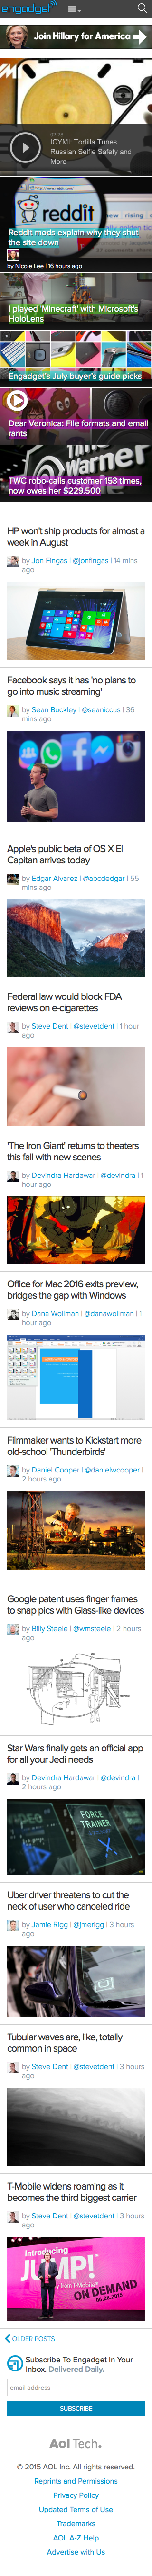 engadget
Join Hillary for America
02:35
ICYMI: Tortilla Tunes,
Russian Selfie Safety and
More
http://www.reddit.com/
reddit
new
rising
Reddit mods explain why they shut
the site down
by Nicole Lee | 16 hours ago
I played 'Minecraft' with Microsoft's
HoloLens
Engadget's July buyer's guide picks
Dear Veronica: File formats and email
rants
Time
Warner
TWC robo-calls customer 153 times,
now owes her $229,500
HP won't ship products for almost a
week in August
by Jon Fingas | @jonfingas | 14 mins
ago
Facebook says it has 'no plans to
go into music streaming'
by Sean Buckley | @seaniccus | 36
mins ago
Apple's public beta of OS X El
Capitan arrives today
by Edgar Alvarez | @abcdedgar | 55
mins ago
Federal law would block FDA
reviews on e-cigarettes
by Steve Dent | @stevetdent | 1 hour
ago
'The Iron Giant' returns to theaters
this fall with new scenes
by Devindra Hardawar | @devindra | 1
hour ago
Office for Mac 2016 exits preview,
bridges the gap with Windows
by Dana Wollman | @danawollman | 1
hour ago
Filmmaker wants to Kickstart more
old-school 'Thunderbirds'
by Daniel Cooper | @danielwcooper |
2 hours ago
Google patent uses finger frames
to snap pics with Glass-like devices
by Billy Steele | @wmsteele | 2 hours
ago
Star Wars finally gets an official app
for all your Jedi needs
by Devindra Hardawar | @devindra |
2 hours ago
FORCE
TRAINER
Uber driver threatens to cut the
neck of user who canceled ride
by Jamie Rigg | @jmerigg | 3 hours
ago
Tubular waves are, like, totally
common in space
by Steve Dent | @stevetdent | 3 hours
ago
T-Mobile widens roaming as it
becomes the third biggest carrier
by Steve Dent | @stevetdent | 3 hours
ago
Introducing
JUMP!
ON DEMAND
06.28.2015
OLDER POSTS
Subscribe To Engadget In Your
Inbox. Delivered Daily.
email address
SUBSCRIBE
Aol Tech.
© 2015 AOL Inc. All rights reserved.
Reprints and Permissions
Privacy Policy
Updated Terms of Use
Trademarks
AOL A-Z Help
Advertise with Us